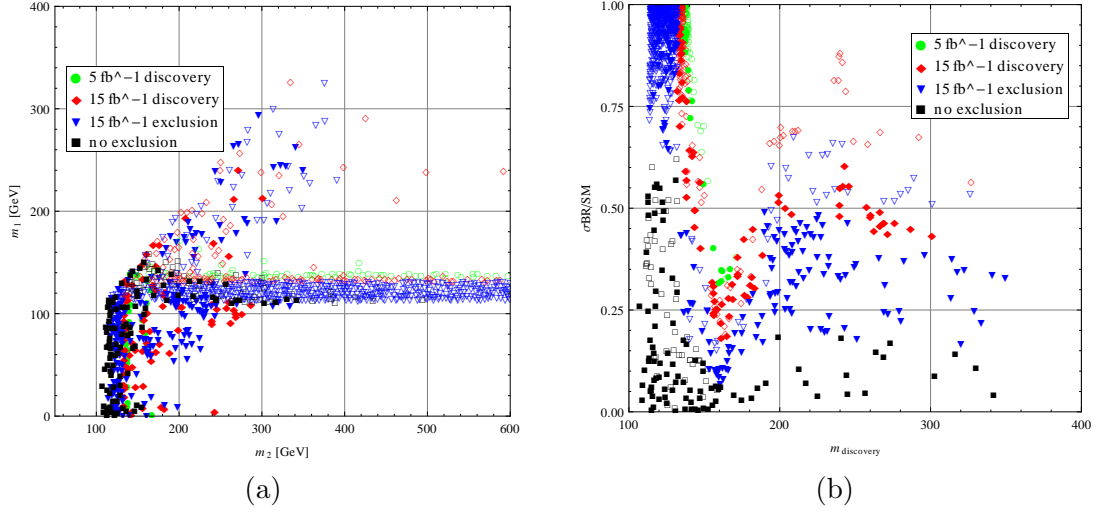 400
300
200
100
0
m₁ [GeV]
5 fb^−1 discovery
15 fb^−1 discovery
15 fb^−1 exclusion
no exclusion
100 200 300 400 500 600
m₂ [GeV]
(a)
1.00
0.75
0.50
0.25
0.00
σBR/SM
5 fb^−1 discovery
15 fb^−1 discovery
15 fb^−1 exclusion
no exclusion
100 200 300 400
m discovery
(b)